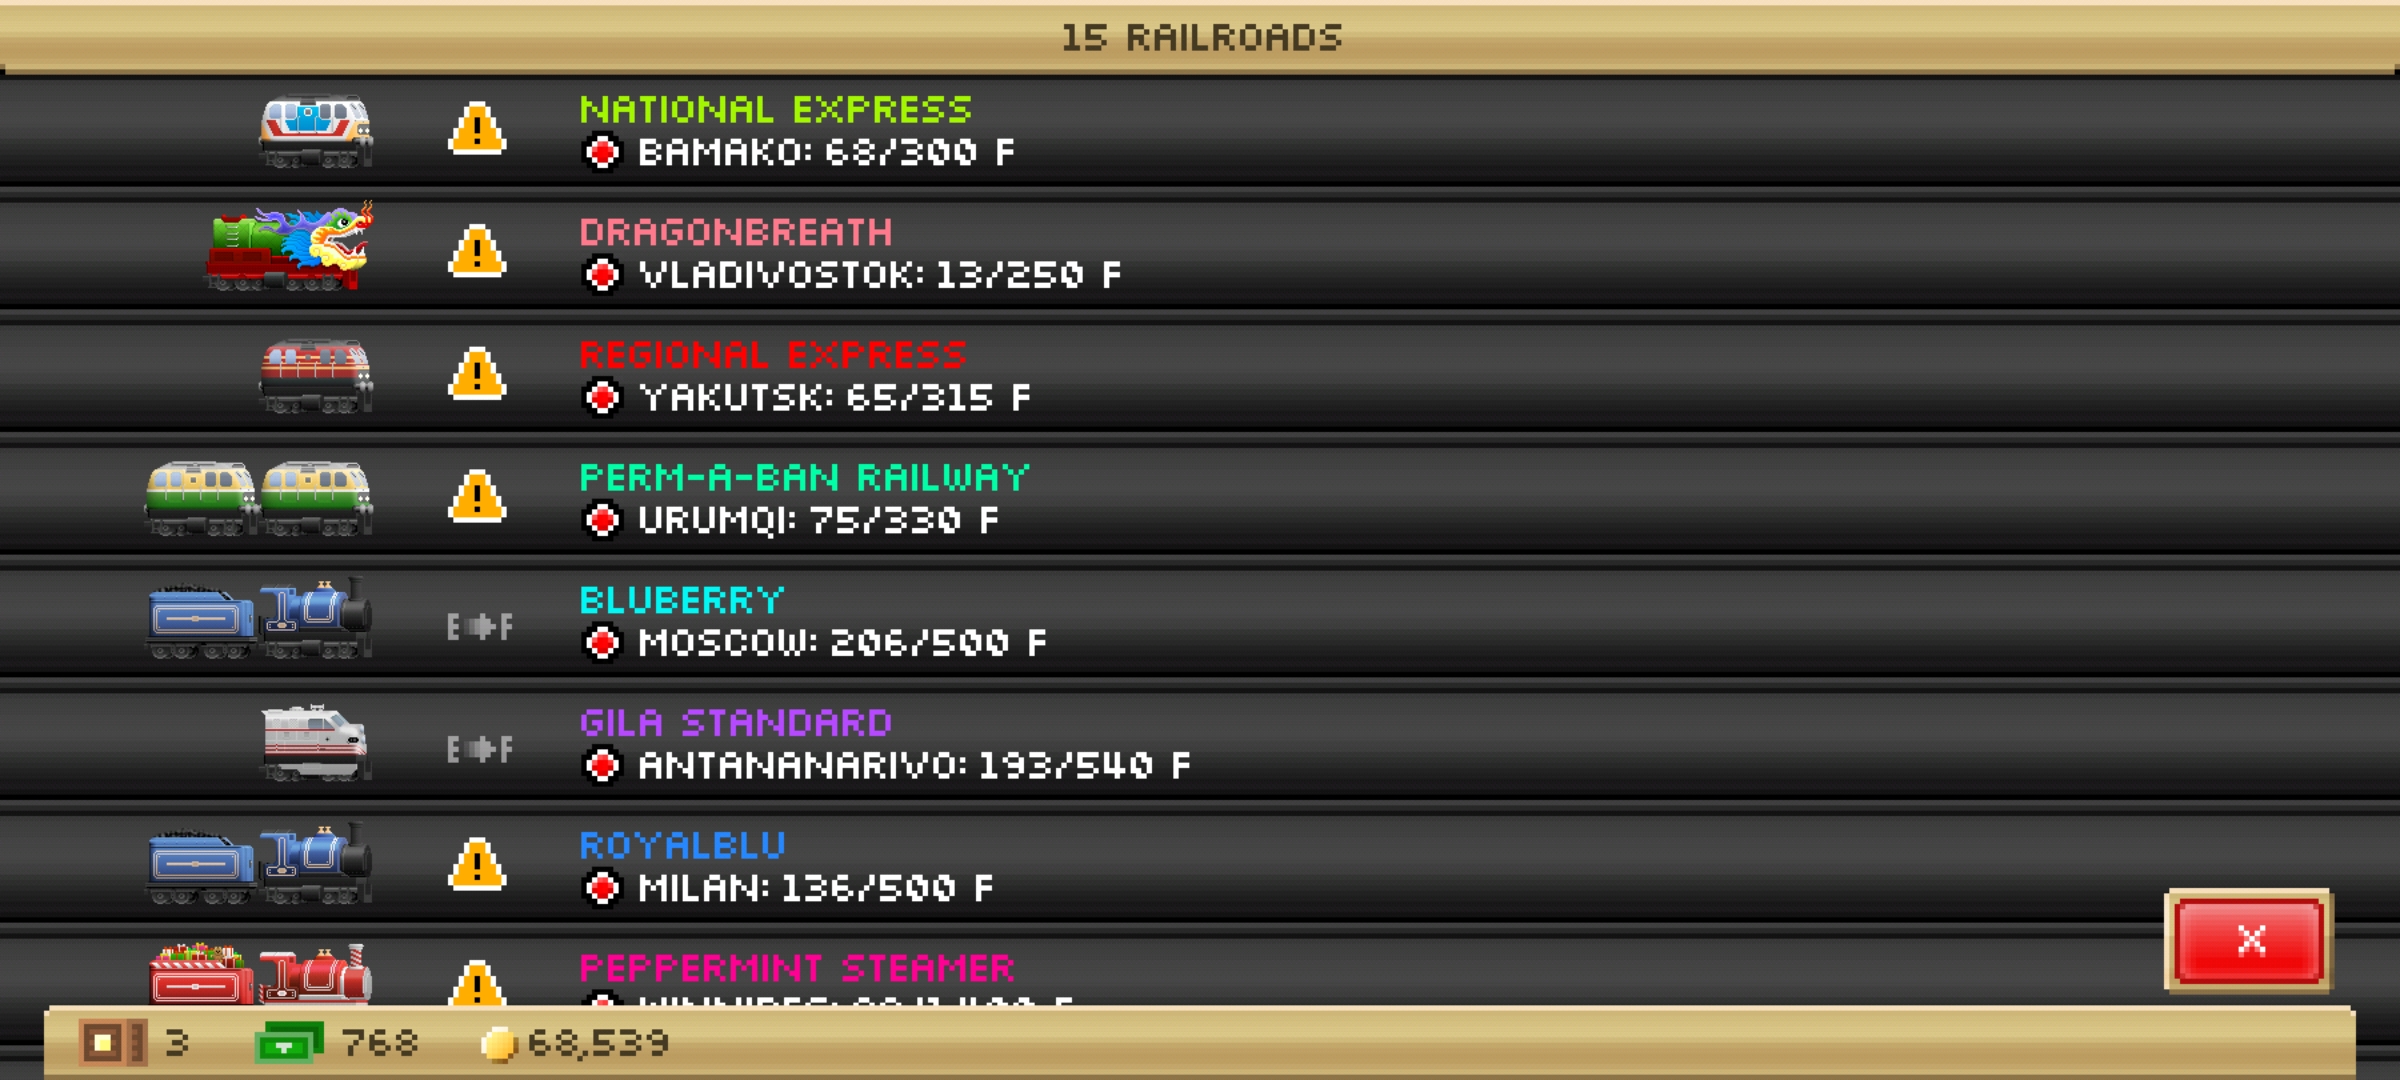 15 RAILROADS
NATIONAL EXPRESS
BAMAKO: 68/300 F
DRAGONBREATH
VLADIVOSTOK: 13/250 F
REGIONAL EXPRESS
YAKUTSK: 65/315 F
PERM-A-BAN RAILWAY
URUMQI: 75/330 F
E F
BLUBERRY
MOSCOW: 206/500 F
E F
GILA STANDARD
ANTANANARIVO: 193/540 F
ROYALBLU
MILAN: 136/500 F
PEPPERMINT STEAMER
X
3 768 68,539